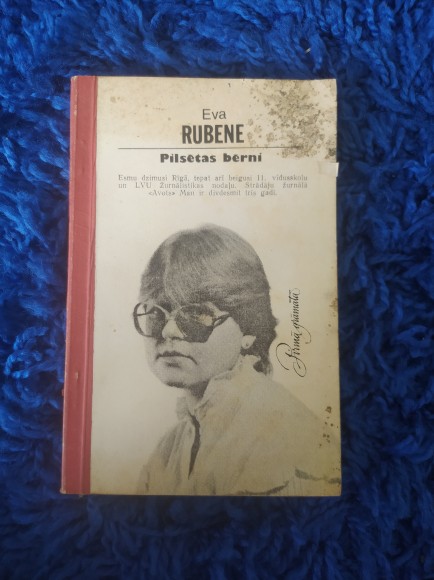 Eva
RUBENE
Pilsētas bērni
Esmu dzimusi Rīgā, tepat arī beigusi 11. vidusskolu
un LVU Žurnālistikas nodaļu. Strādāju žurnālā
«Avots» Man ir divdesmit trīs gadi.
Pirmā grāmata